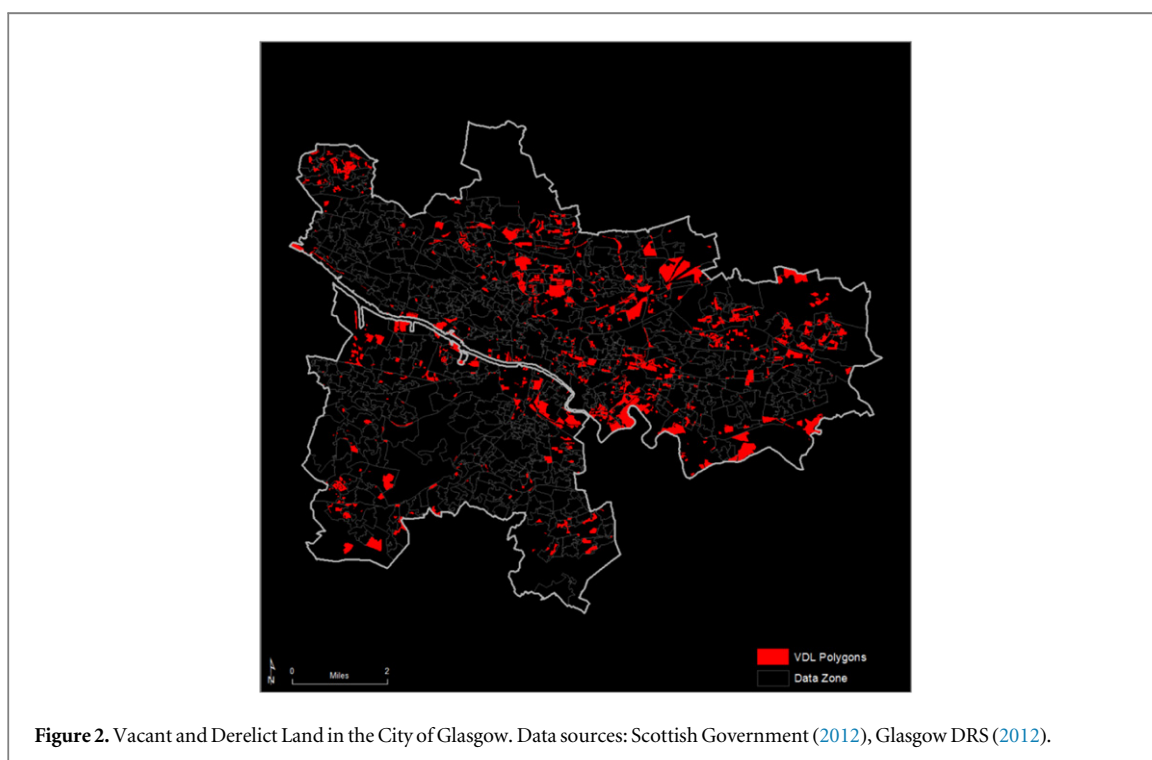 VDL Polygons
Data Zone
0 2
Miles
N
Figure 2. Vacant and Derelict Land in the City of Glasgow. Data sources: Scottish Government (2012), Glasgow DRS (2012).